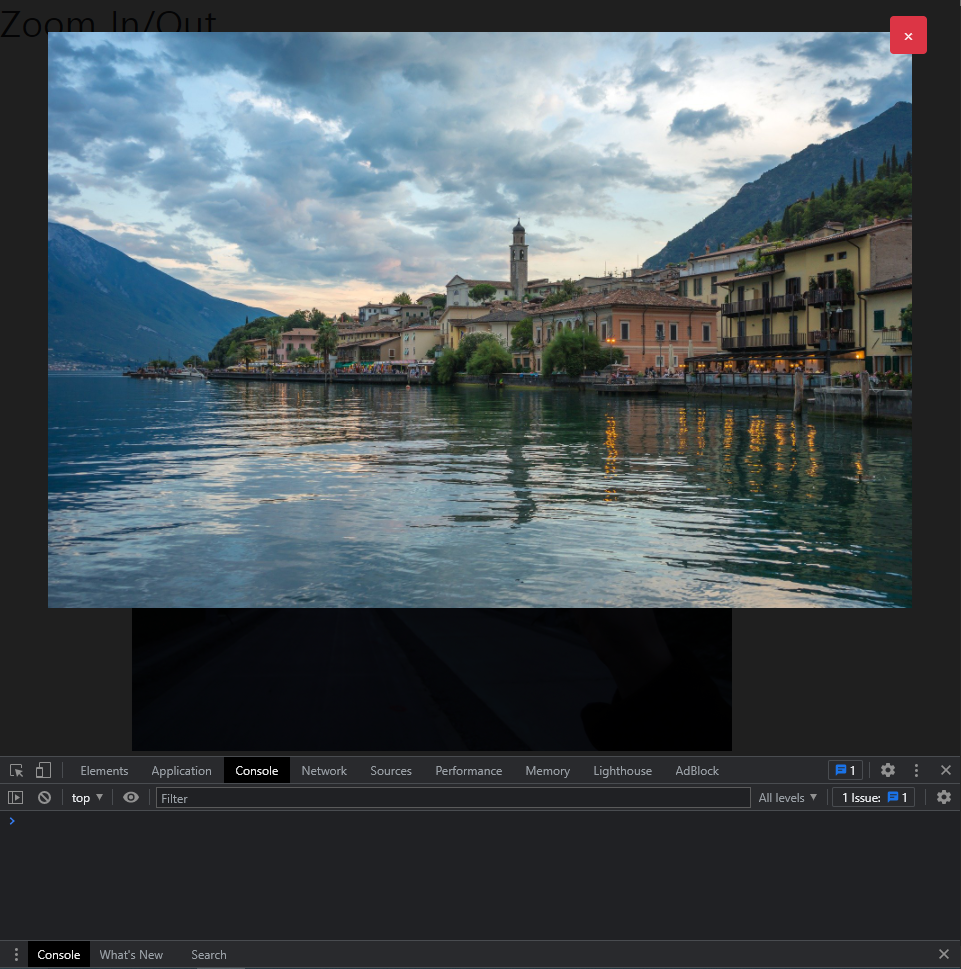 Zoom In/Out
×
Elements Application Console Network Sources Performance Memory Lighthouse AdBlock 1
top Filter All levels 1 Issue: 1
Console What's New Search